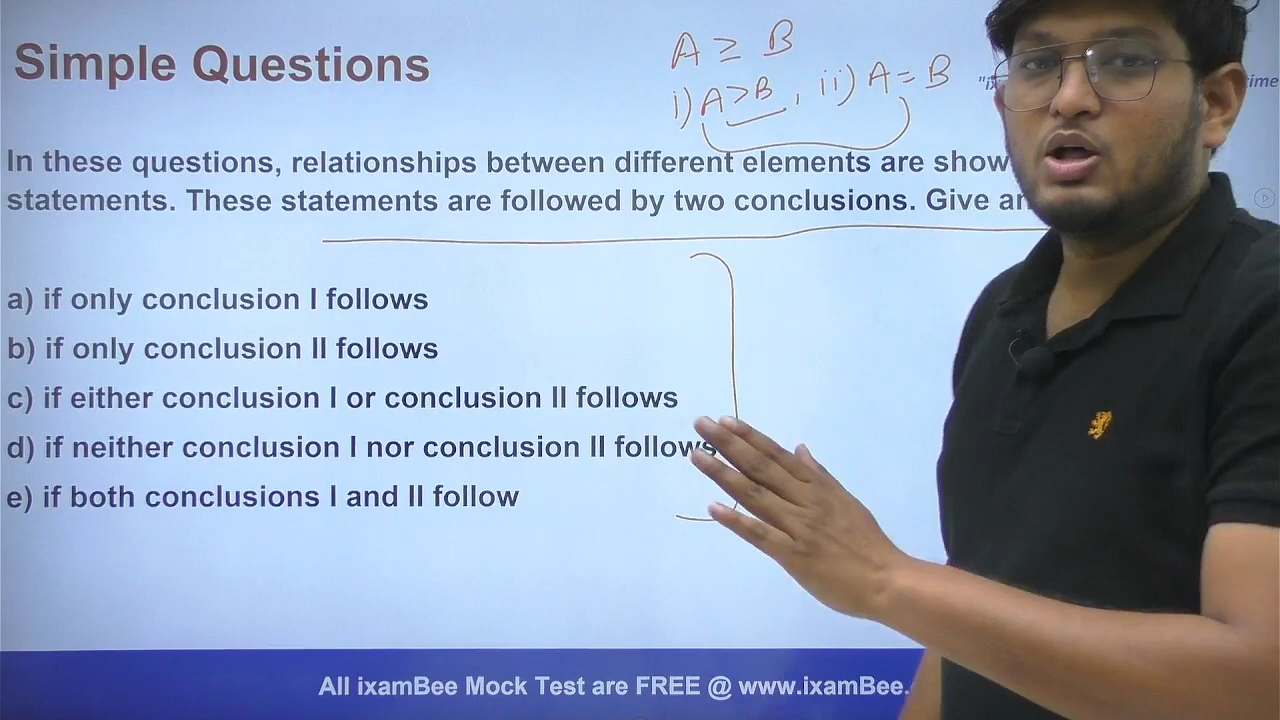 Simple Questions
A ≥ B
i) A>B , ii) A=B
In these questions, relationships between different elements are
statements. These statements are followed by two conclusions. Give
a) if only conclusion I follows
b) if only conclusion II follows
c) if either conclusion I or conclusion II follows
d) if neither conclusion I nor conclusion II follows
e) if both conclusions I and II follow
All ixamBee Mock Test are FREE @ www.ixamBee.